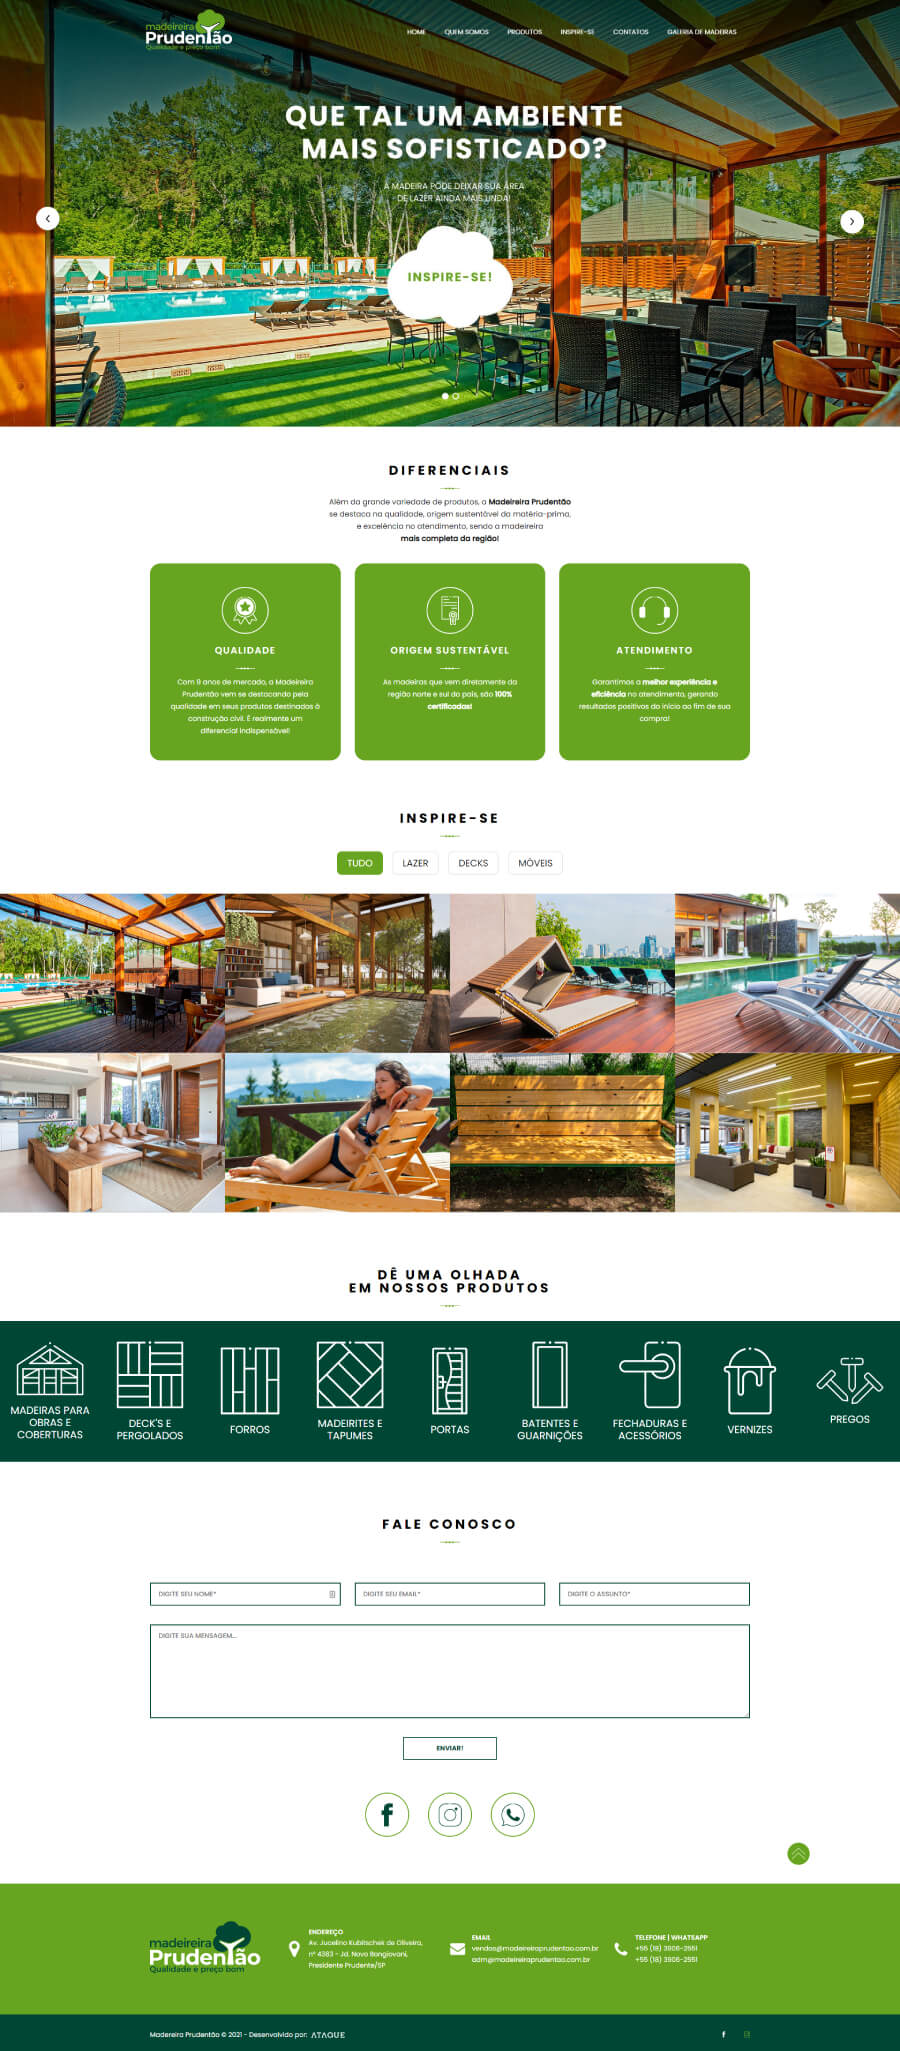 madeireira
Prudentão
Qualidade e preço bom
HOME QUEM SOMOS PRODUTOS INSPIRE-SE CONTATOS GALERIA DE MADEIRAS
QUE TAL UM AMBIENTE
MAIS SOFISTICADO?
A MADEIRA PODE DEIXAR SUA ÁREA
DE LAZER AINDA MAIS LINDA!
INSPIRE-SE!
DIFERENCIAIS
Além da grande variedade de produtos, a Madeireira Prudentão
se destaca na qualidade, origem sustentável da matéria-prima,
e excelência no atendimento, sendo a madeireira
mais completa da região!
QUALIDADE
Com 9 anos de mercado, a Madeireira
Prudentão vem se destacando pela
qualidade em seus produtos destinados à
construção civil. É realmente um
diferencial indispensável!
ORIGEM SUSTENTÁVEL
As madeiras que vem diretamente da
região norte e sul do país, são 100%
certificadas!
ATENDIMENTO
Garantimos a melhor experiência e
eficiência no atendimento, gerando
resultados positivos do início ao fim de sua
compra!
INSPIRE-SE
TUDO LAZER DECKS MÓVEIS
DÊ UMA OLHADA
EM NOSSOS PRODUTOS
MADEIRAS PARA
OBRAS E
COBERTURAS
DECK'S E
PERGOLADOS
FORROS
MADEIRITES E
TAPUMES
PORTAS
BATENTES E
GUARNIÇÕES
FECHADURAS E
ACESSÓRIOS
VERNIZES
PREGOS
FALE CONOSCO
DIGITE SEU NOME*
DIGITE SEU EMAIL*
DIGITE O ASSUNTO*
DIGITE SUA MENSAGEM...
ENVIAR!
madeireira
Prudentão
Qualidade e preço bom
ENDEREÇO
Av. Jucelino Kubitschek de Oliveira,
nº 4383 - Jd. Novo Bongiovani,
Presidente Prudente/SP
EMAIL
vendas@madeireiraprudentao.com.br
adm@madeireiraprudentao.com.br
TELEFONE | WHATSAPP
+55 (18) 3906-2551
+55 (18) 3906-2551
Madereira Prudentão © 2021 - Desenvolvido por: ATAQUE